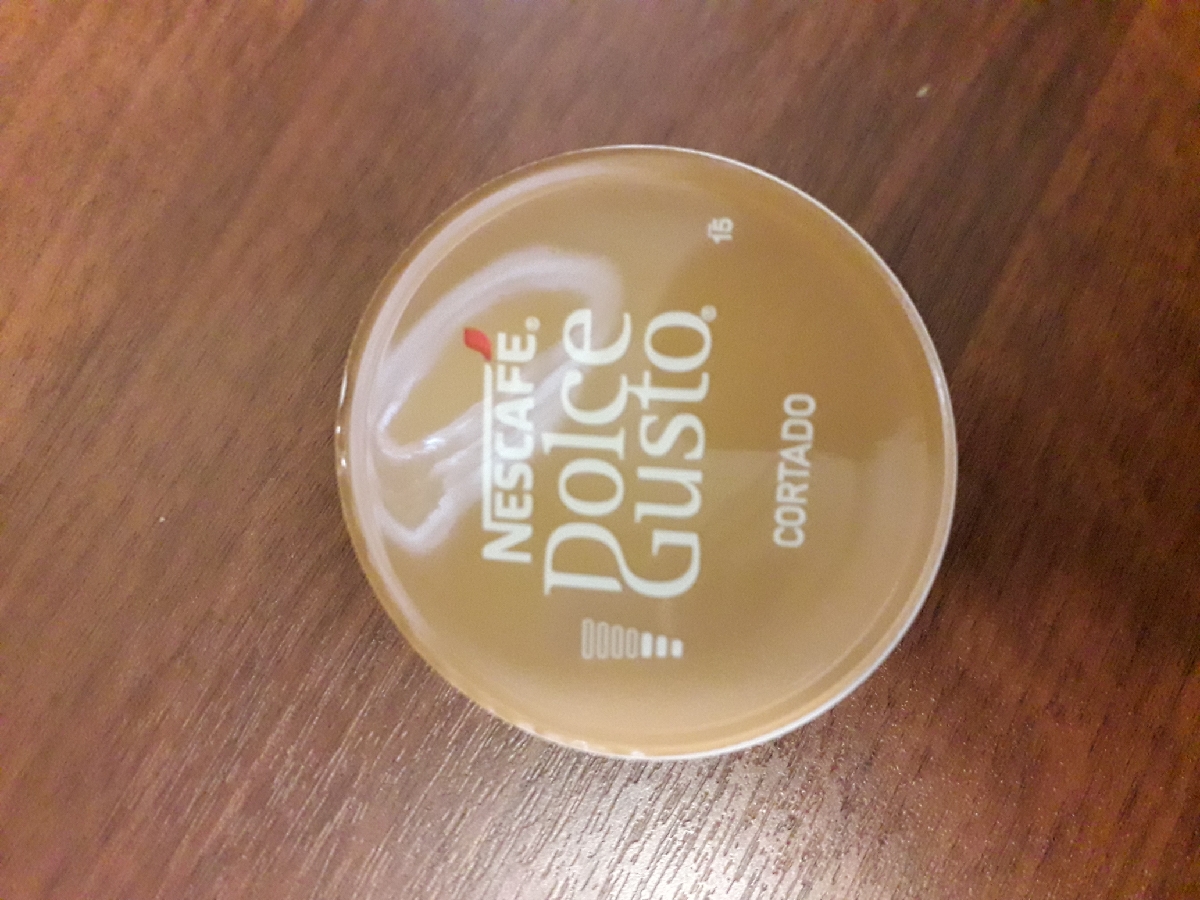 NESCAFÉ.
Dolce
Gusto®
CORTADO
15